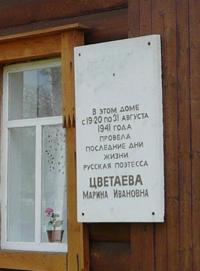 В ЭТОМ ДОМЕ
С 19-20 ПО 31 АВГУСТА
1941 ГОДА
ПРОВЕЛА
ПОСЛЕДНИЕ ДНИ
ЖИЗНИ
РУССКАЯ ПОЭТЕССА
ЦВЕТАЕВА
МАРИНА ИВАНОВНА